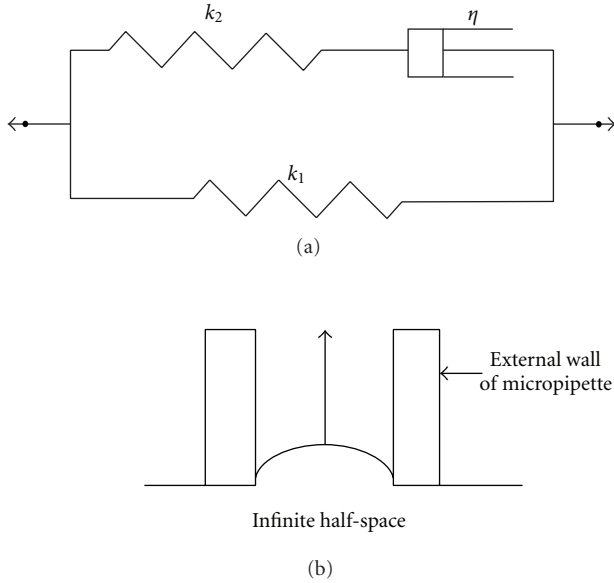 k2
η
k1
(a)
External wall
of micropipette
Infinite half-space
(b)